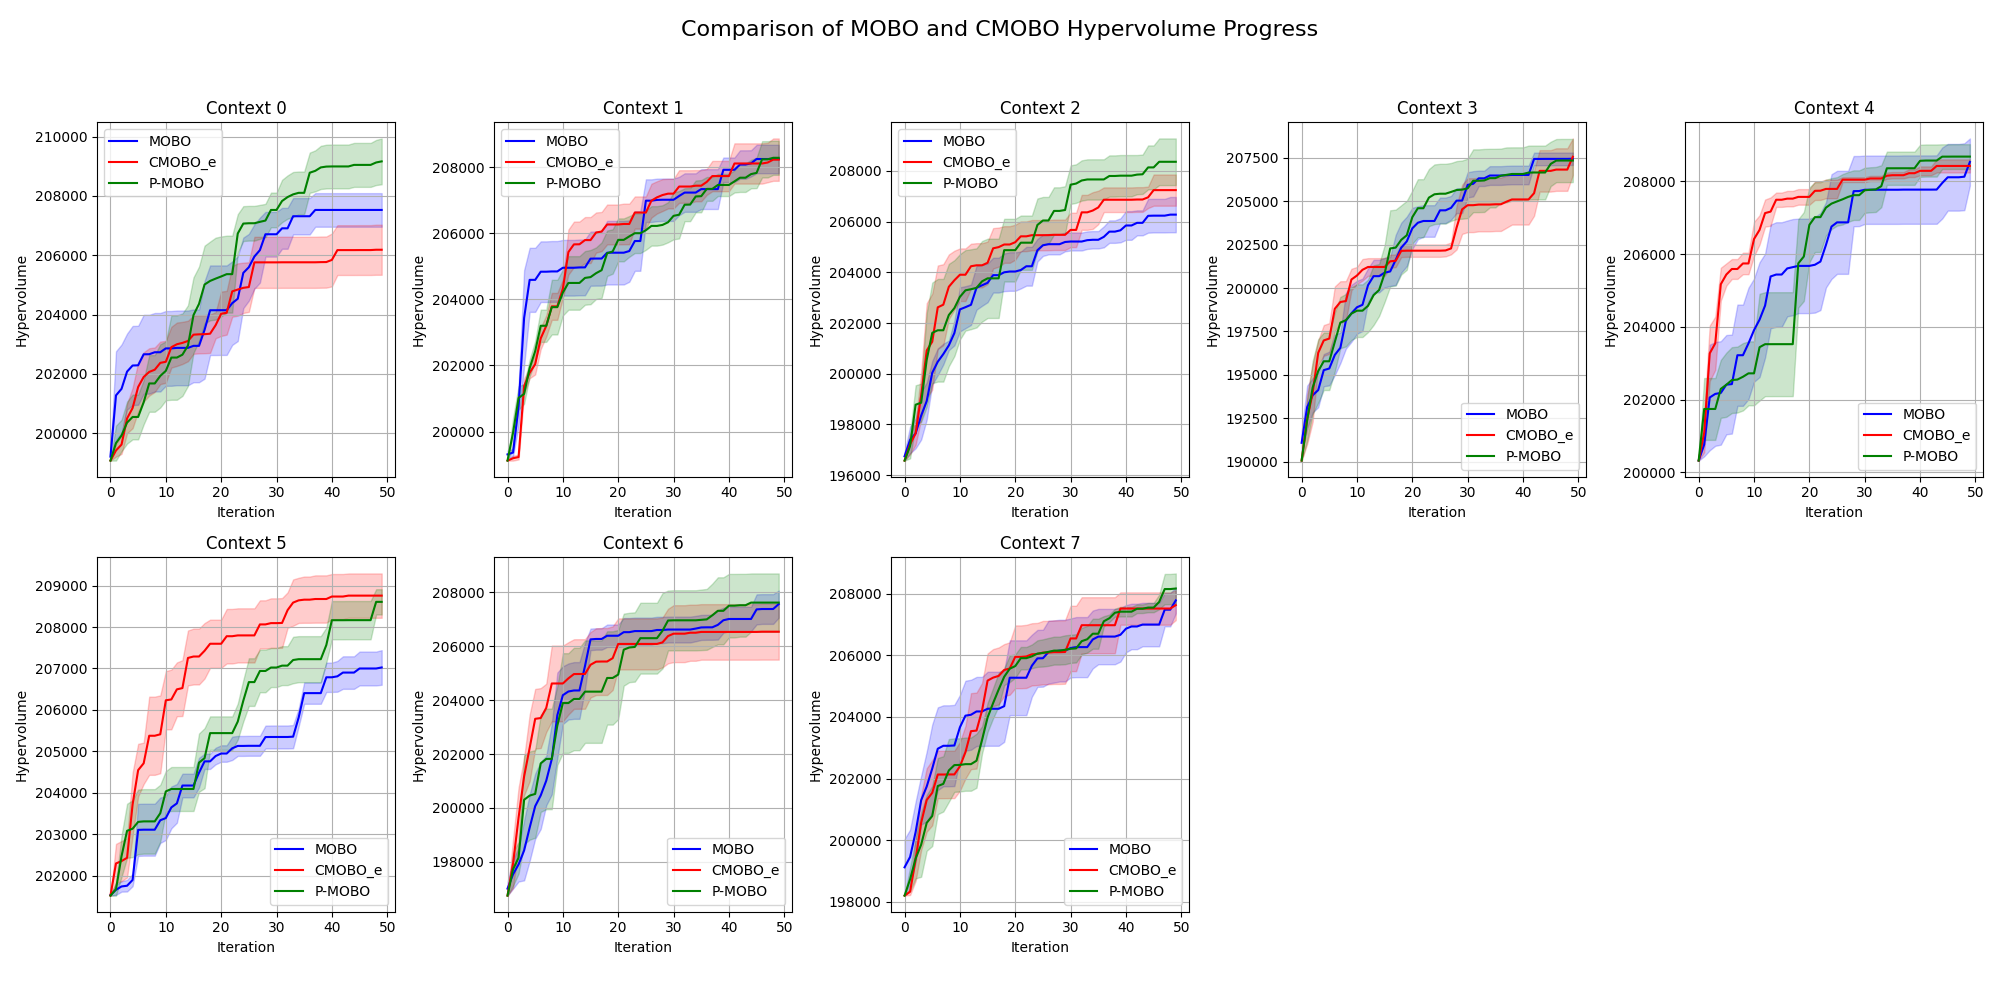 Comparison of MOBO and CMOBO Hypervolume Progress
Context 0
210000
208000
206000
204000
202000
200000
Hypervolume
MOBO
CMOBO_e
P-MOBO
0 10 20 30 40 50
Iteration
Context 1
208000
206000
204000
202000
200000
Hypervolume
MOBO
CMOBO_e
P-MOBO
0 10 20 30 40 50
Iteration
Context 2
208000
206000
204000
202000
200000
198000
196000
Hypervolume
MOBO
CMOBO_e
P-MOBO
0 10 20 30 40 50
Iteration
Context 3
207500
205000
202500
200000
197500
195000
192500
190000
Hypervolume
MOBO
CMOBO_e
P-MOBO
0 10 20 30 40 50
Iteration
Context 4
208000
206000
204000
202000
200000
Hypervolume
MOBO
CMOBO_e
P-MOBO
0 10 20 30 40 50
Iteration
Context 5
209000
208000
207000
206000
205000
204000
203000
202000
Hypervolume
MOBO
CMOBO_e
P-MOBO
0 10 20 30 40 50
Iteration
Context 6
208000
206000
204000
202000
200000
198000
Hypervolume
MOBO
CMOBO_e
P-MOBO
0 10 20 30 40 50
Iteration
Context 7
208000
206000
204000
202000
200000
198000
Hypervolume
MOBO
CMOBO_e
P-MOBO
0 10 20 30 40 50
Iteration